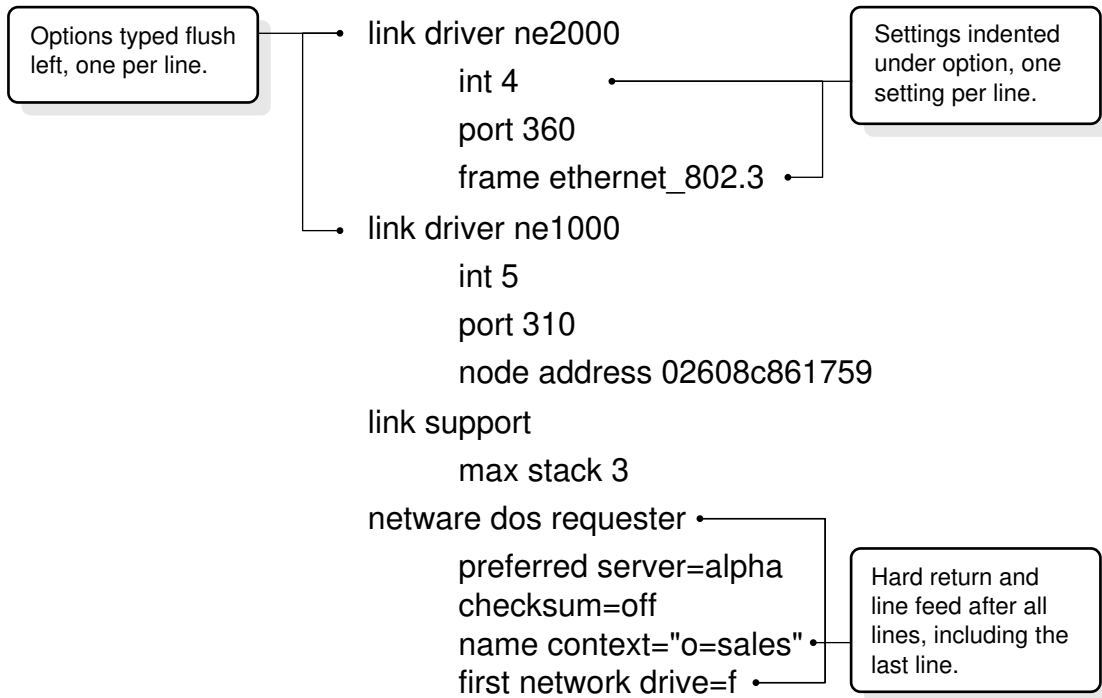 Options typed flush
left, one per line.
link driver ne2000
int 4
port 360
frame ethernet_802.3
Settings indented
under option, one
setting per line.
link driver ne1000
int 5
port 310
node address 02608c861759
link support
max stack 3
netware dos requester
preferred server=alpha
checksum=off
name context="o=sales"
first network drive=f
Hard return and
line feed after all
lines, including the
last line.